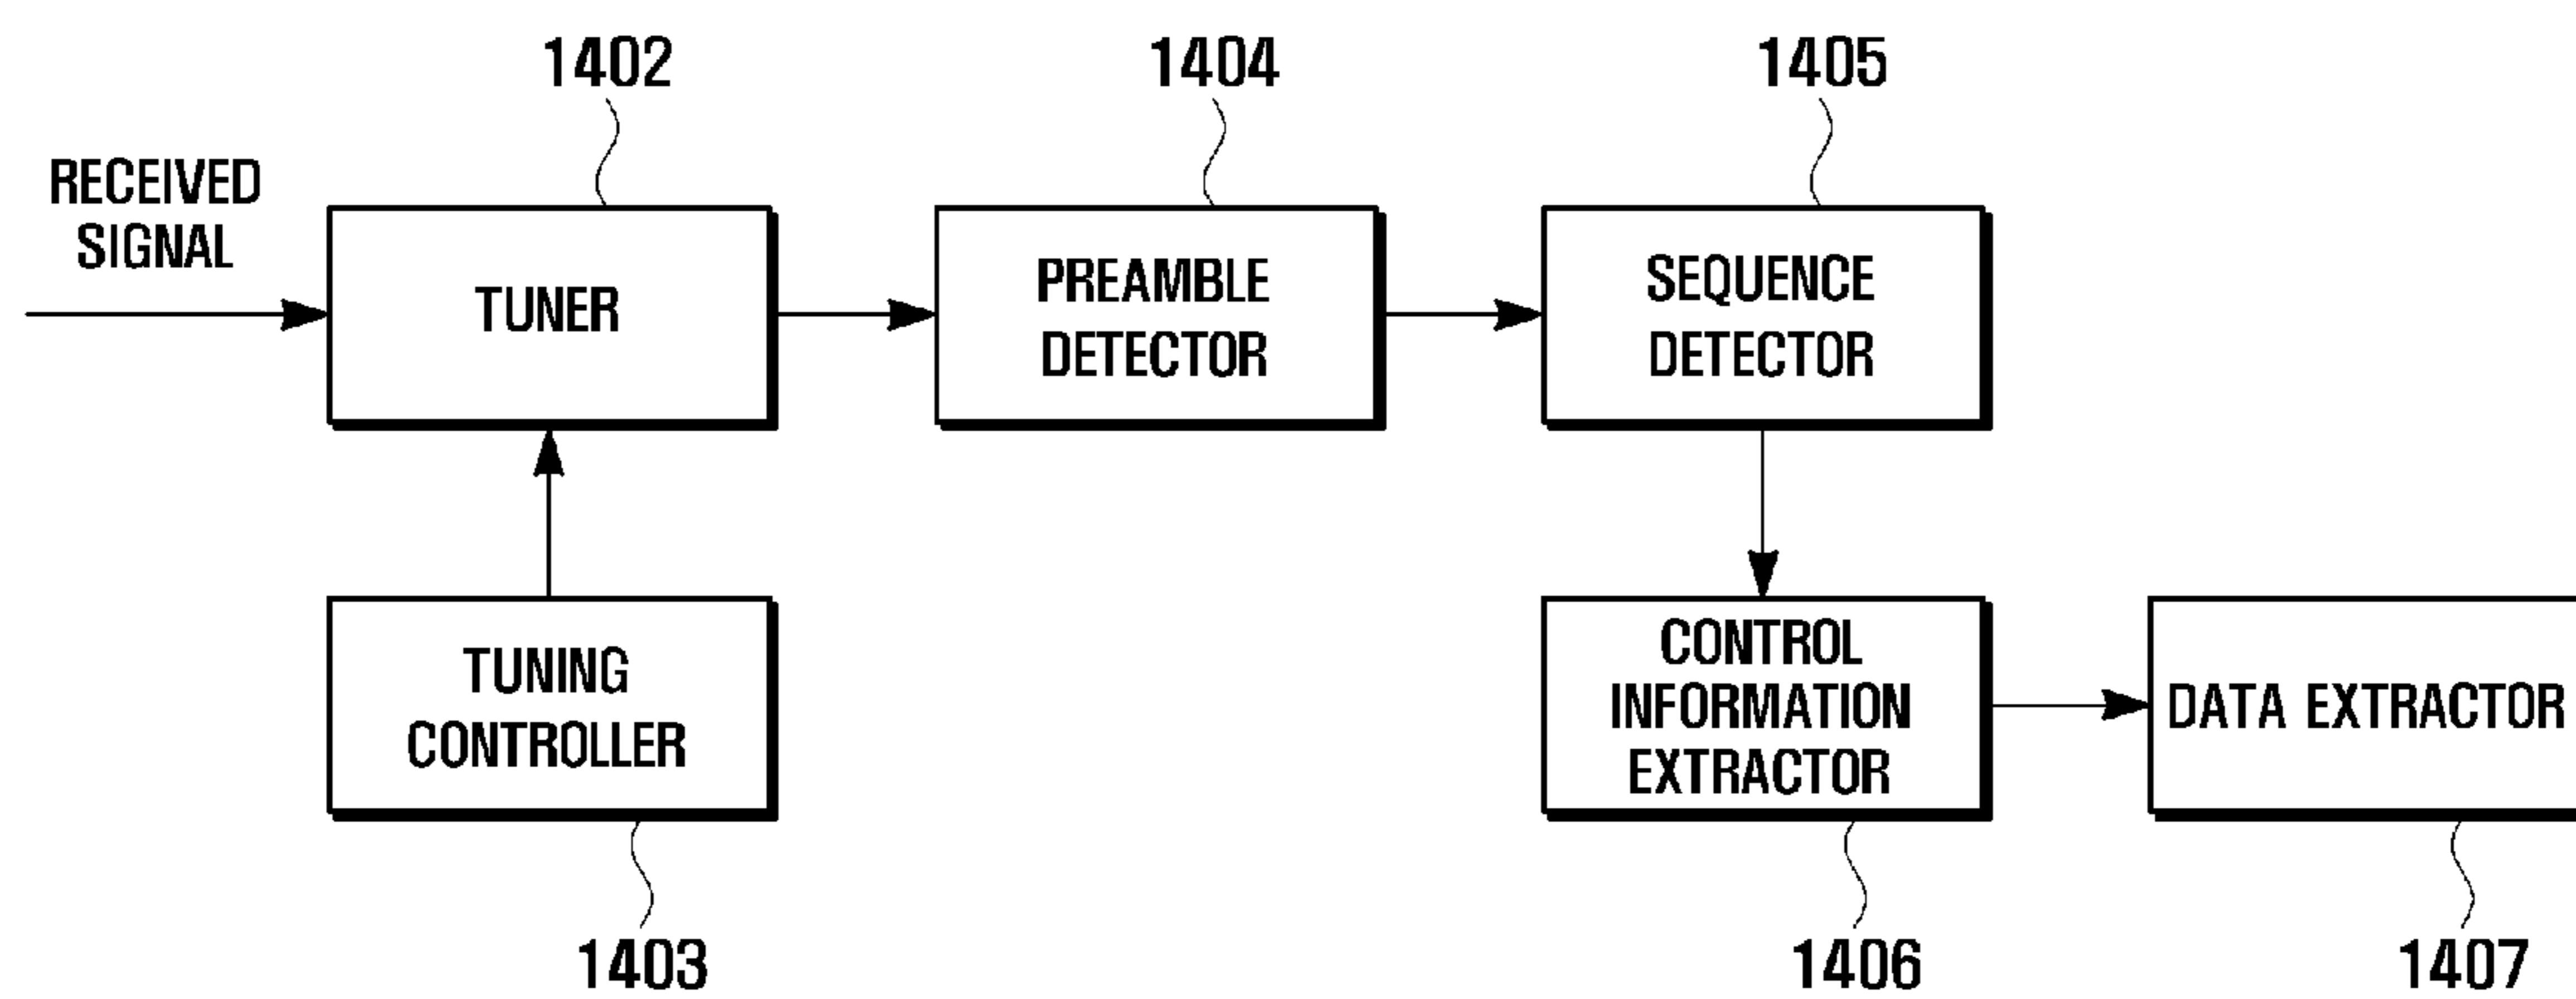 1402
1404
1405
RECEIVED
SIGNAL
TUNER
PREAMBLE
DETECTOR
SEQUENCE
DETECTOR
TUNING
CONTROLLER
CONTROL
INFORMATION
EXTRACTOR
DATA EXTRACTOR
1403
1406
1407